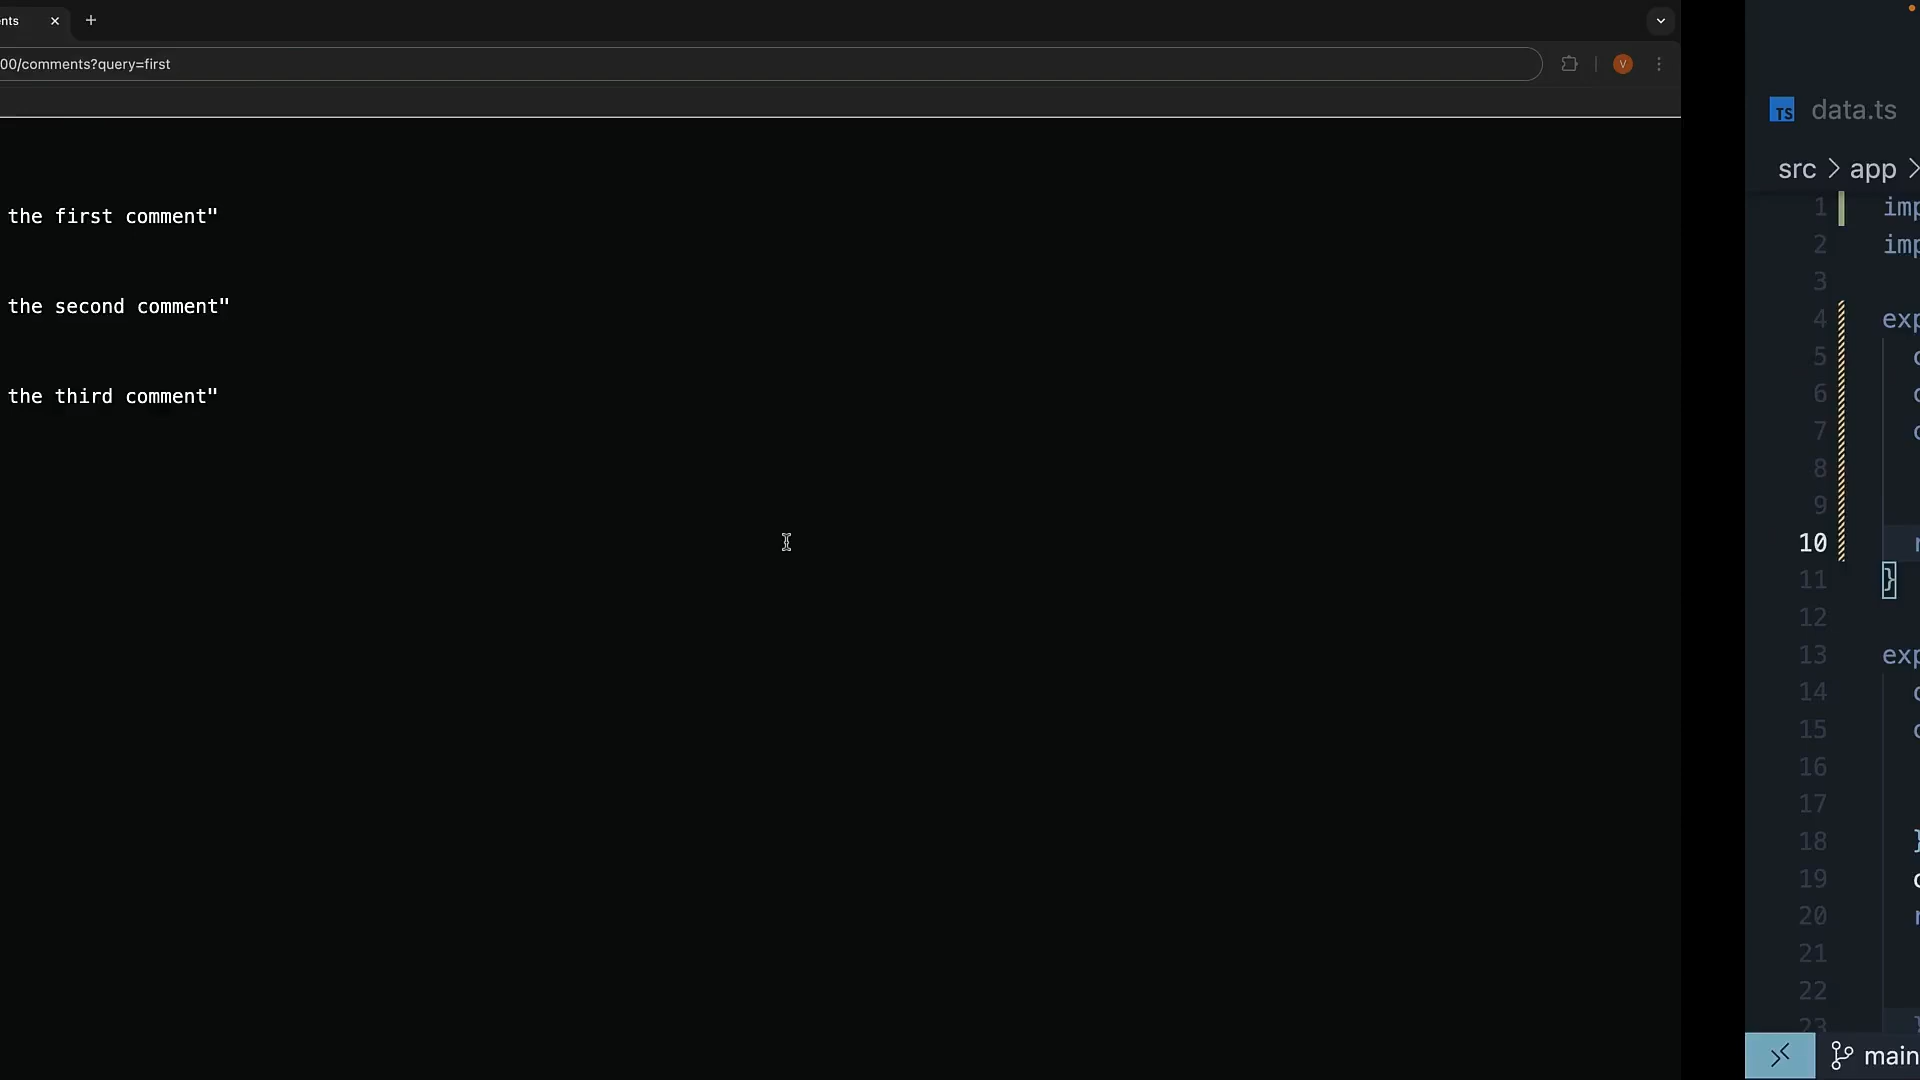 nts
00/comments?query=first
V
the first comment"
the second comment"
the third comment"
TS data.ts
src > app >
1 imp
2 imp
3
4 exp
5 c
6 c
7 c
8
9
10 r
11 }
12
13 exp
14 c
15 c
16
17
18 }
19 c
20 r
21
22
23 }
main